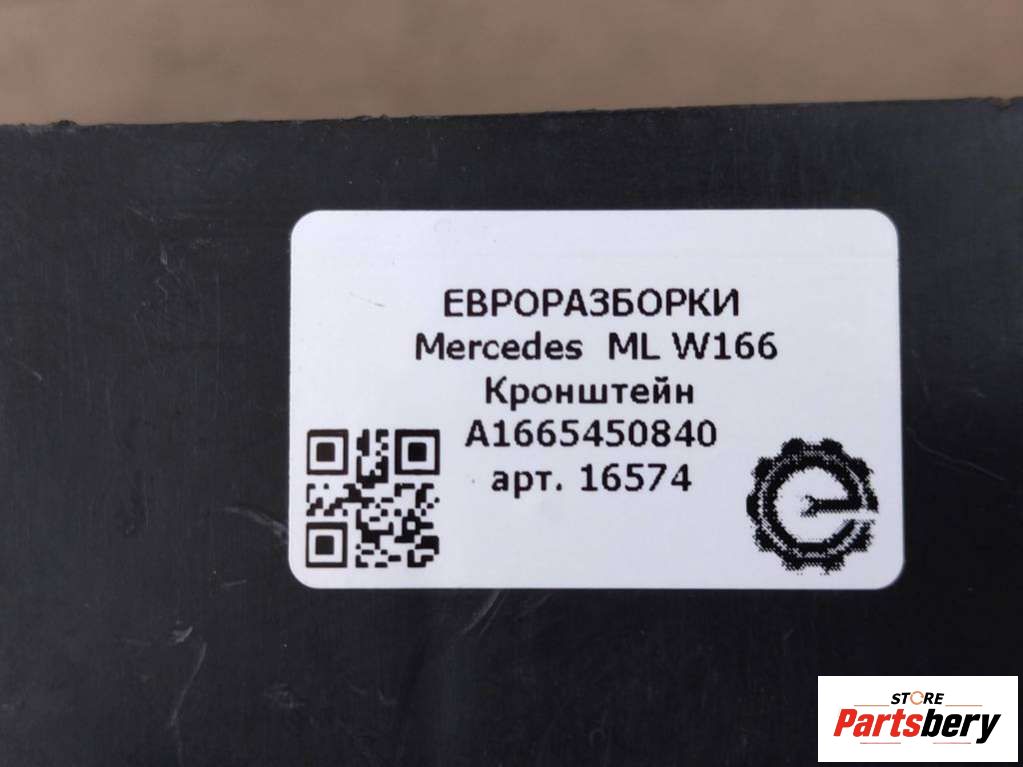 ЕВРОРАЗБОРКИ
Mercedes ML W166
Кронштейн
A1665450840
арт. 16574
STORE
Partsbery